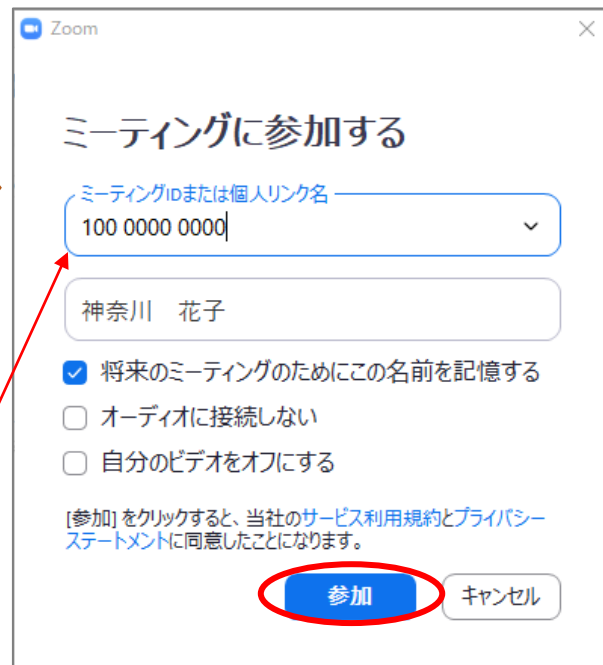 Zoom
ミーティングに参加する
ミーティングIDまたは個人リンク名
100 0000 0000
神奈川　花子
将来のミーティングのためにこの名前を記憶する
オーディオに接続しない
自分のビデオをオフにする
[参加] をクリックすると、当社のサービス利用規約とプライバシー
ステートメントに同意したことになります。
参加
キャンセル